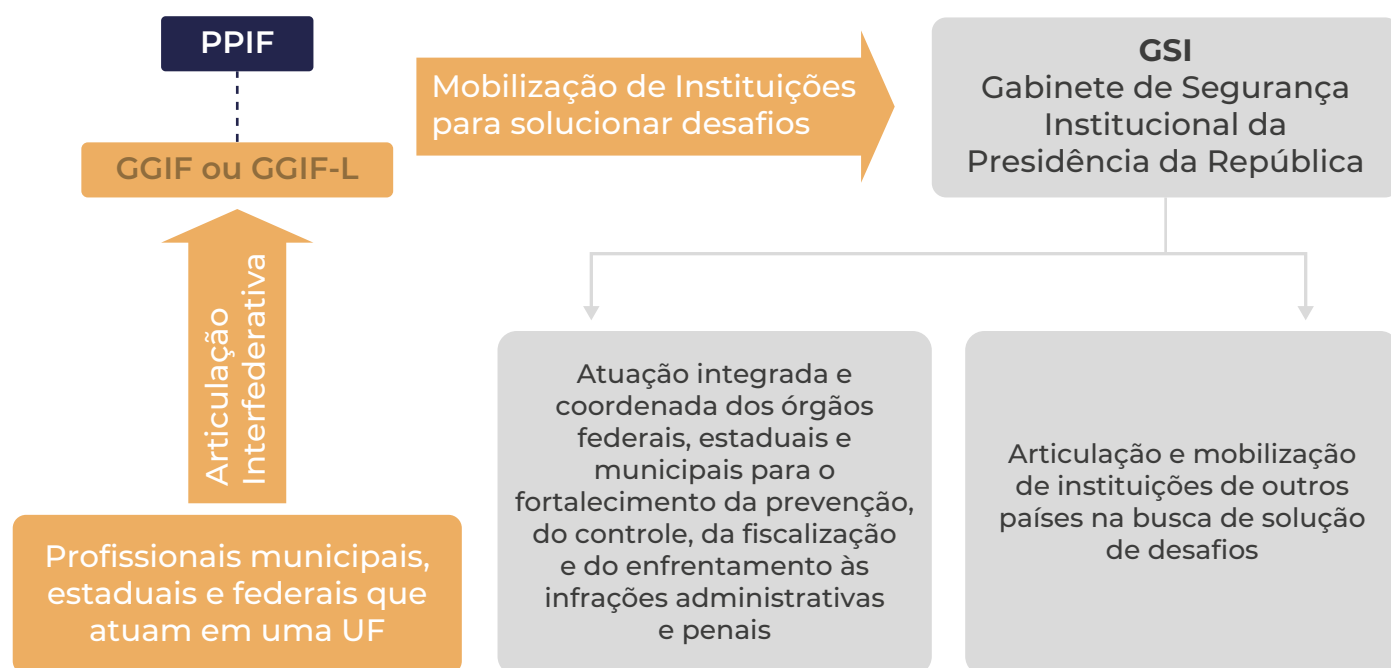 PPIF
GGIF ou GGIF-L
Articulação
Interfederativa
Profissionais municipais,
estaduais e federais que
atuam em uma UF
Mobilização de Instituições
para solucionar desafios
GSI
Gabinete de Segurança
Institucional da
Presidência da República
Atuação integrada e
coordenada dos órgãos
federais, estaduais e
municipais para o
fortalecimento da prevenção,
do controle, da fiscalização
e do enfrentamento às
infrações administrativas
e penais
Articulação e mobilização
de instituições de outros
países na busca de solução
de desafios